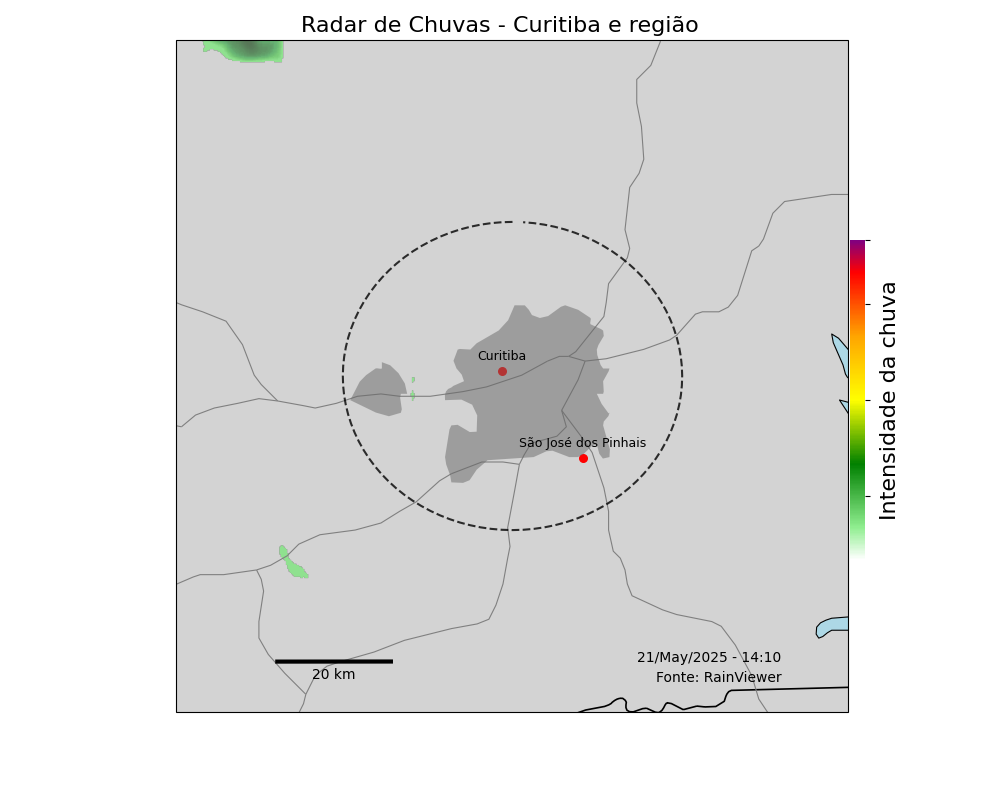 Radar de Chuvas - Curitiba e região
Curitiba
São José dos Pinhais
Intensidade da chuva
21/May/2025 - 14:10
Fonte: RainViewer
20 km